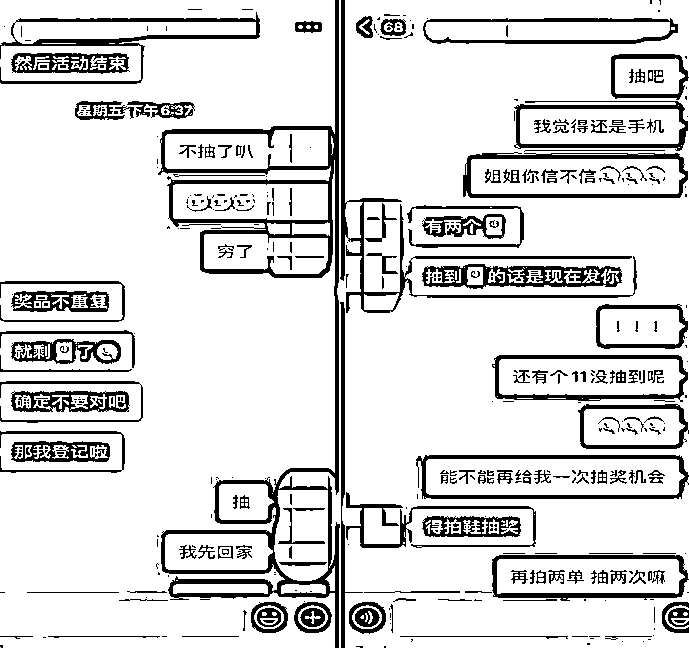 然后活动结束
星期五 下午6:37
不抽了叭
穷了
奖品不重复
就剩了
确定不要对吧
那我登记啦
抽
我先回家
68
抽吧
我觉得还是手机
姐姐你信不信
有两个
抽到的话是现在发你
！！！
还有个11没抽到呢
能不能再给我一次抽奖机会
得拍鞋抽奖
再拍两单 抽两次嘛